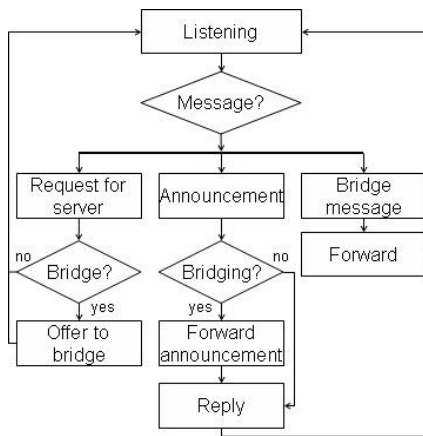 Listening
Message?
Request for
server
Announcement
Bridge
message
Forward
no
Bridge?
yes
Offer to
bridge
Bridging?
no
yes
Forward
announcement
Reply